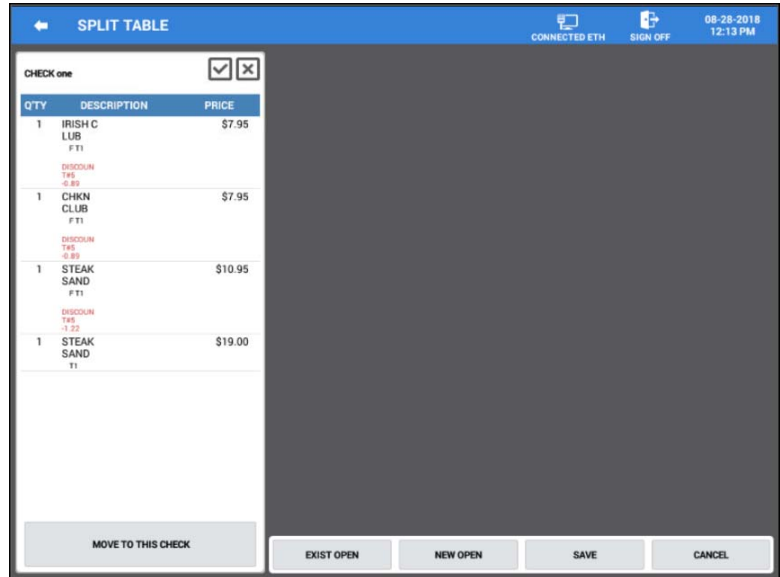 SPLIT TABLE
CONNECTED ETH
SIGN OFF
08-28-2018
12:13 PM
CHECK one
Q'TY DESCRIPTION PRICE
1 IRISH C $7.95
LUB
F T1
DISCOUN
T#5
-0.89
1 CHKN $7.95
CLUB
F T1
DISCOUN
T#5
-0.89
1 STEAK $10.95
SAND
F T1
DISCOUN
T#5
-1.22
1 STEAK $19.00
SAND
T1
MOVE TO THIS CHECK
EXIST OPEN
NEW OPEN
SAVE
CANCEL